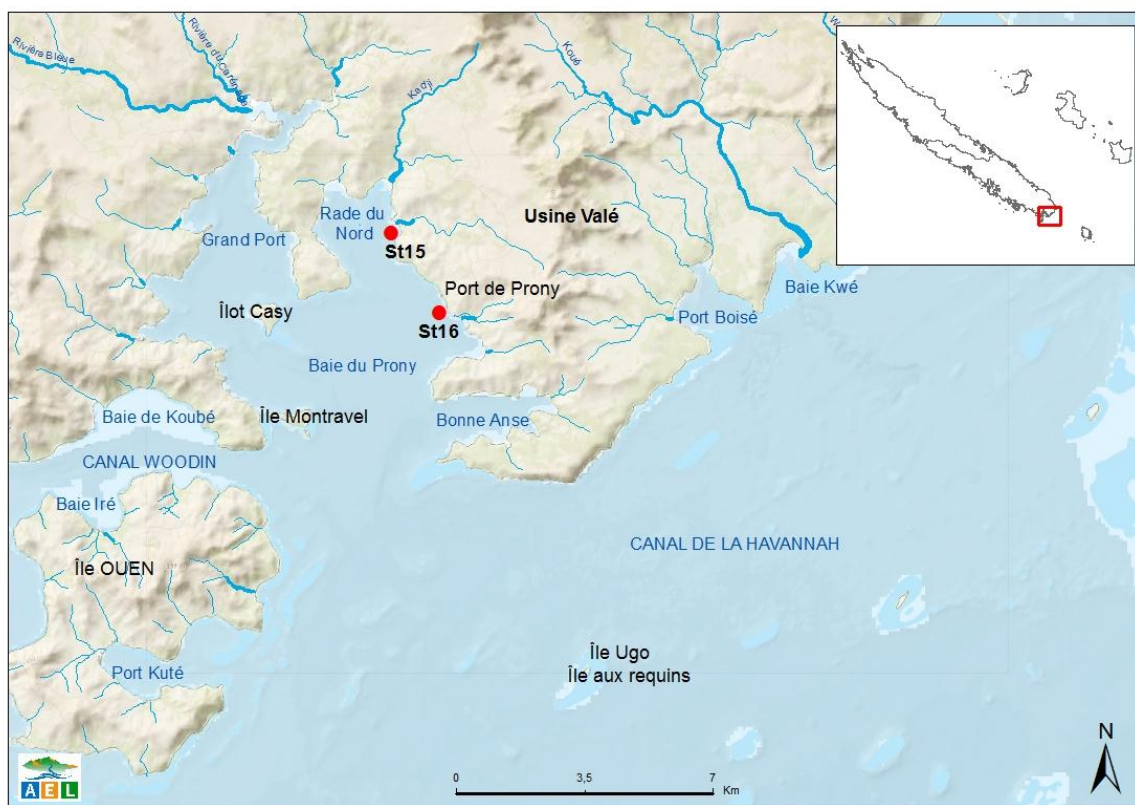 Rivière Bleue
Rivière du Carénage
Kadji
Koué
W
Rade du
Nord
St15
Usine Valé
Grand Port
Port de Prony
Baie Kwé
Îlot Casy
St16
Port Boisé
Baie du Prony
Île Montravel
Baie de Koubé
Bonne Anse
CANAL WOODIN
Baie Iré
CANAL DE LA HAVANNAH
Île OUEN
Île Ugo
Île aux requins
Port Kuté
N
AEL
0 3,5 7
Km